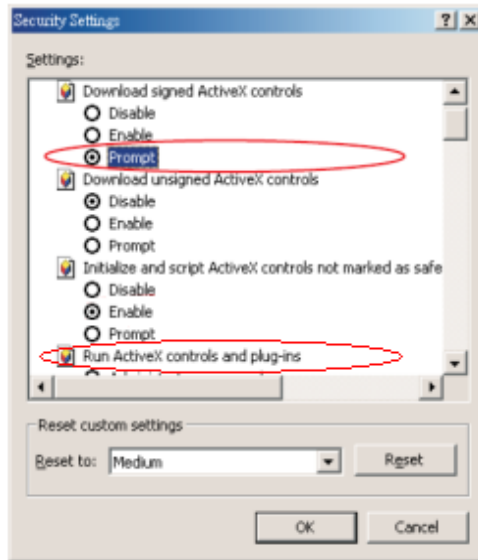 Security Settings
Settings:
Download signed ActiveX controls
Disable
Enable
Prompt
Download unsigned ActiveX controls
Disable
Enable
Prompt
Initialize and script ActiveX controls not marked as safe
Disable
Enable
Prompt
Run ActiveX controls and plug-ins
Reset custom settings
Reset to: Medium Reset
OK Cancel